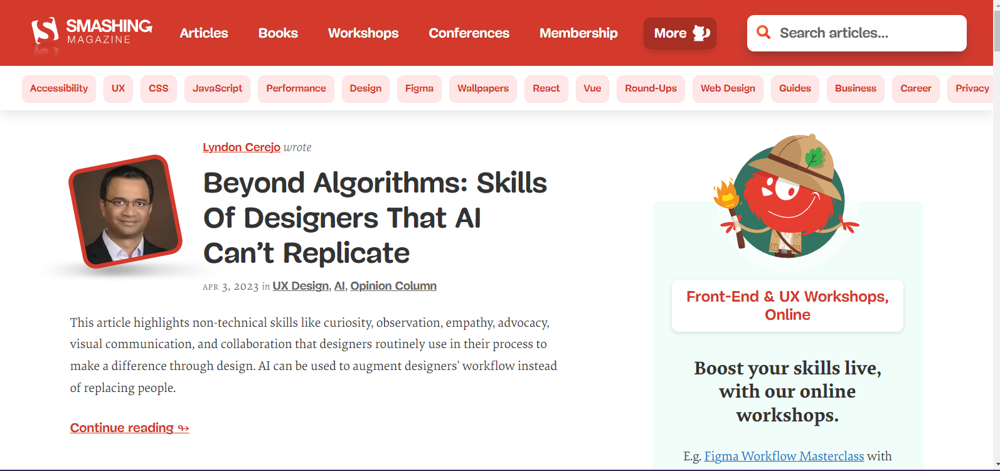 SMASHING
MAGAZINE
Articles Books Workshops Conferences Membership More Search articles...
Accessibility UX CSS JavaScript Performance Design Figma Wallpapers React Vue Round-Ups Web Design Guides Business Career Privacy
Lyndon Cerejo wrote
Beyond Algorithms: Skills
Of Designers That AI
Can’t Replicate
APR 3, 2023 in UX Design, AI, Opinion Column
This article highlights non-technical skills like curiosity, observation, empathy, advocacy,
visual communication, and collaboration that designers routinely use in their process to
make a difference through design. AI can be used to augment designers’ workflow instead
of replacing people.
Continue reading ↬
Front-End & UX Workshops,
Online
Boost your skills live,
with our online
workshops.
E.g. Figma Workflow Masterclass with